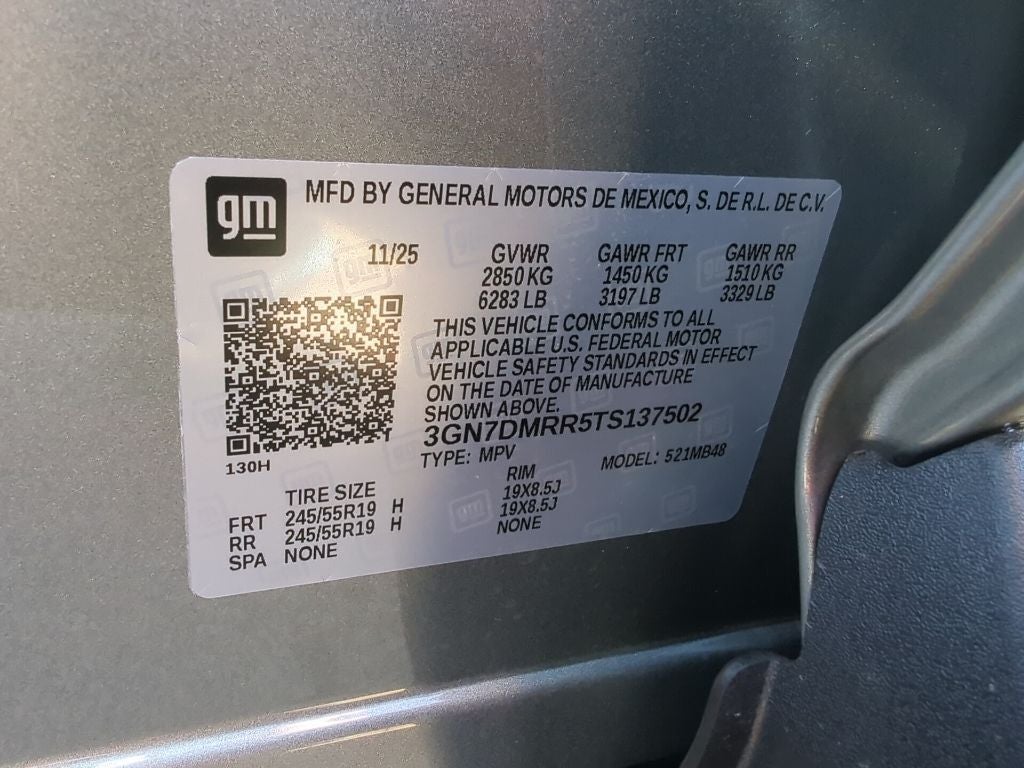 gm
MFD BY GENERAL MOTORS DE MEXICO, S. DE R.L. DE C.V.
11/25 GVWR GAWR FRT GAWR RR
2850 KG 1450 KG 1510 KG
6283 LB 3197 LB 3329 LB
THIS VEHICLE CONFORMS TO ALL
APPLICABLE U.S. FEDERAL MOTOR
VEHICLE SAFETY STANDARDS IN EFFECT
ON THE DATE OF MANUFACTURE
SHOWN ABOVE.
3GN7DMRR5TS137502
TYPE: MPV MODEL: 521MB48
130H
TIRE SIZE RIM
FRT 245/55R19 H 19X8.5J
RR 245/55R19 H 19X8.5J
SPA NONE NONE